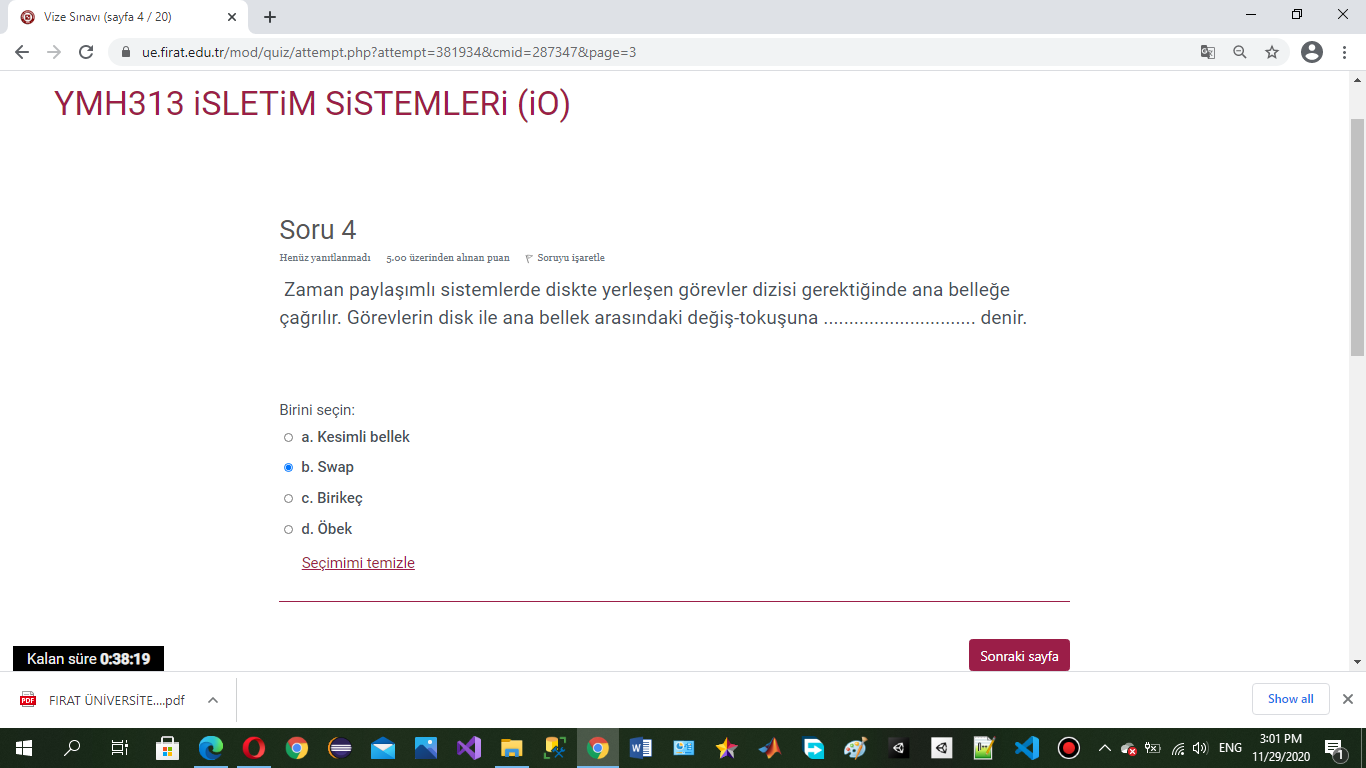 Vize Sınavı (sayfa 4 / 20)
ue.firat.edu.tr/mod/quiz/attempt.php?attempt=381934&cmid=287347&page=3
YMH313 iSLETiM SiSTEMLERi (iO)
Soru 4
Henüz yanıtlanmadı 5,00 üzerinden alınan puan Soruyu işaretle
Zaman paylaşımlı sistemlerde diskte yerleşen görevler dizisi gerektiğinde ana belleğe
çağrılır. Görevlerin disk ile ana bellek arasındaki değiş-tokuşuna .............................. denir.
Birini seçin:
a. Kesimli bellek
b. Swap
c. Birikeç
d. Öbek
Seçimimi temizle
Kalan süre 0:38:19
Sonraki sayfa
PDF FIRAT ÜNİVERSİTE....pdf
Show all
ENG
3:01 PM
11/29/2020
1